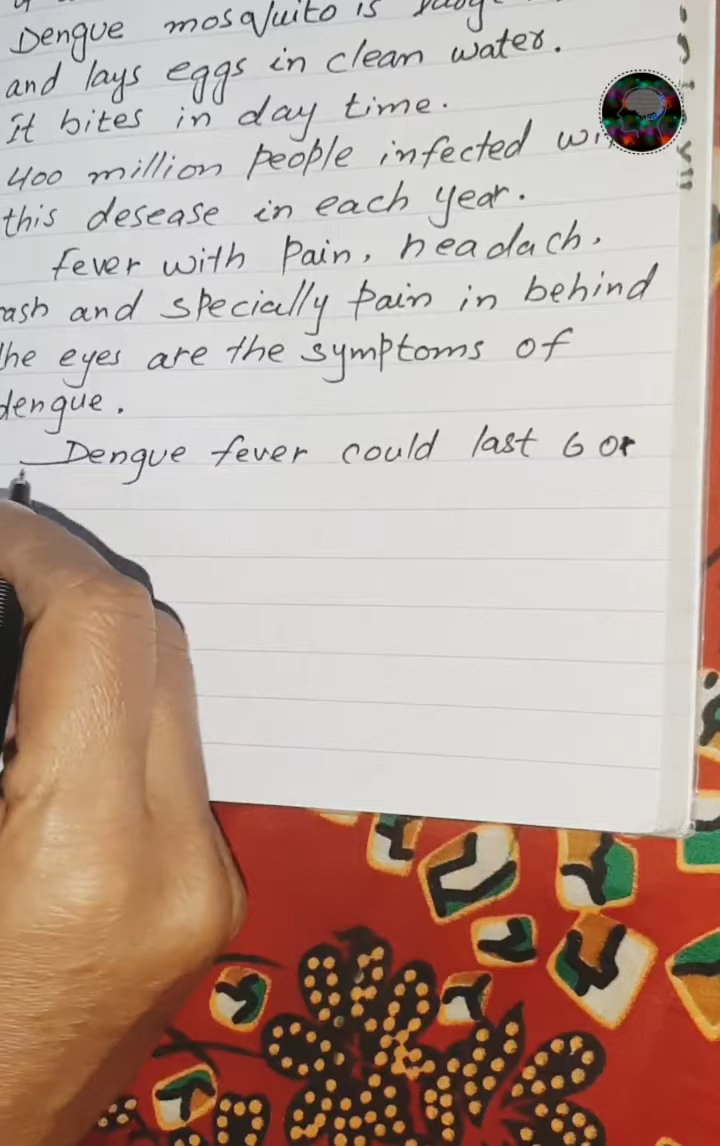 Dengue mosquito is
and lays eggs in clean water.
It bites in day time.
400 million people infected
this desease in each year.
fever with Pain, headach,
ash and specially pain in behind
he eyes are the symptoms of
dengue.
Dengue fever could last 6 or